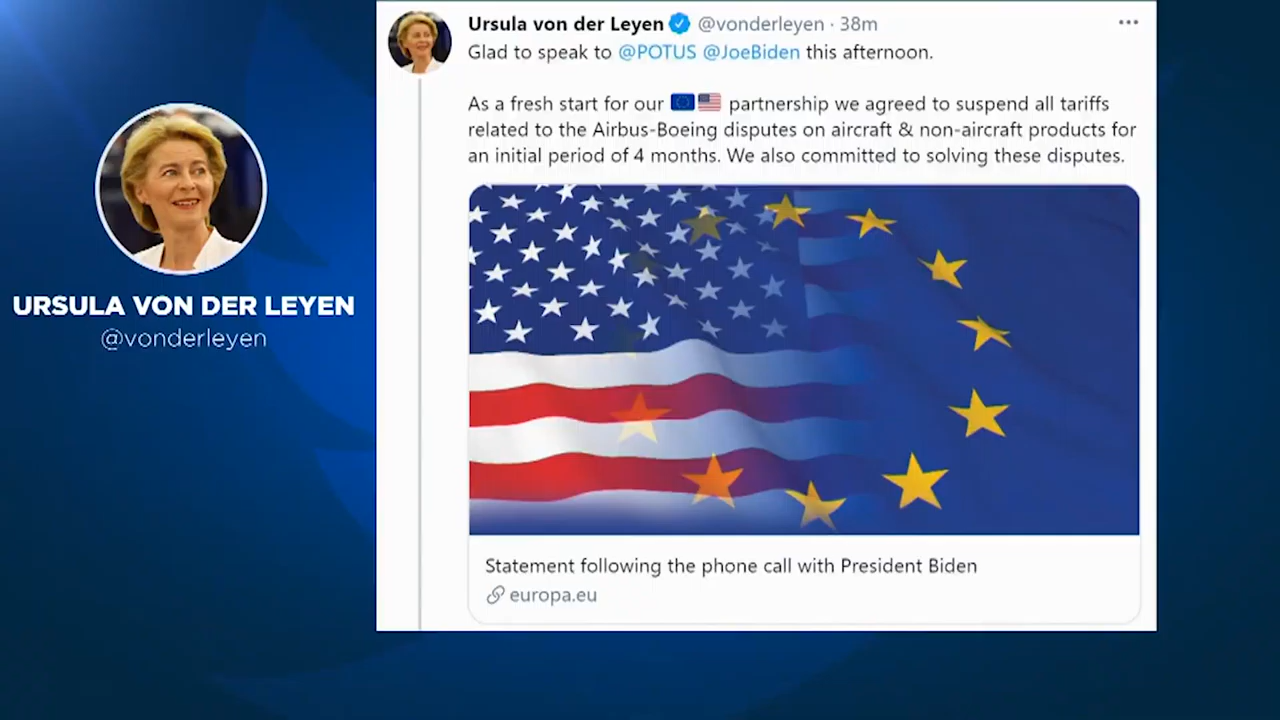 URSULA VON DER LEYEN
@vonderleyen
Ursula von der Leyen @vonderleyen · 38m
Glad to speak to @POTUS @JoeBiden this afternoon.
As a fresh start for our 🇪🇺🇺🇸 partnership we agreed to suspend all tariffs
related to the Airbus-Boeing disputes on aircraft & non-aircraft products for
an initial period of 4 months. We also committed to solving these disputes.
Statement following the phone call with President Biden
europa.eu